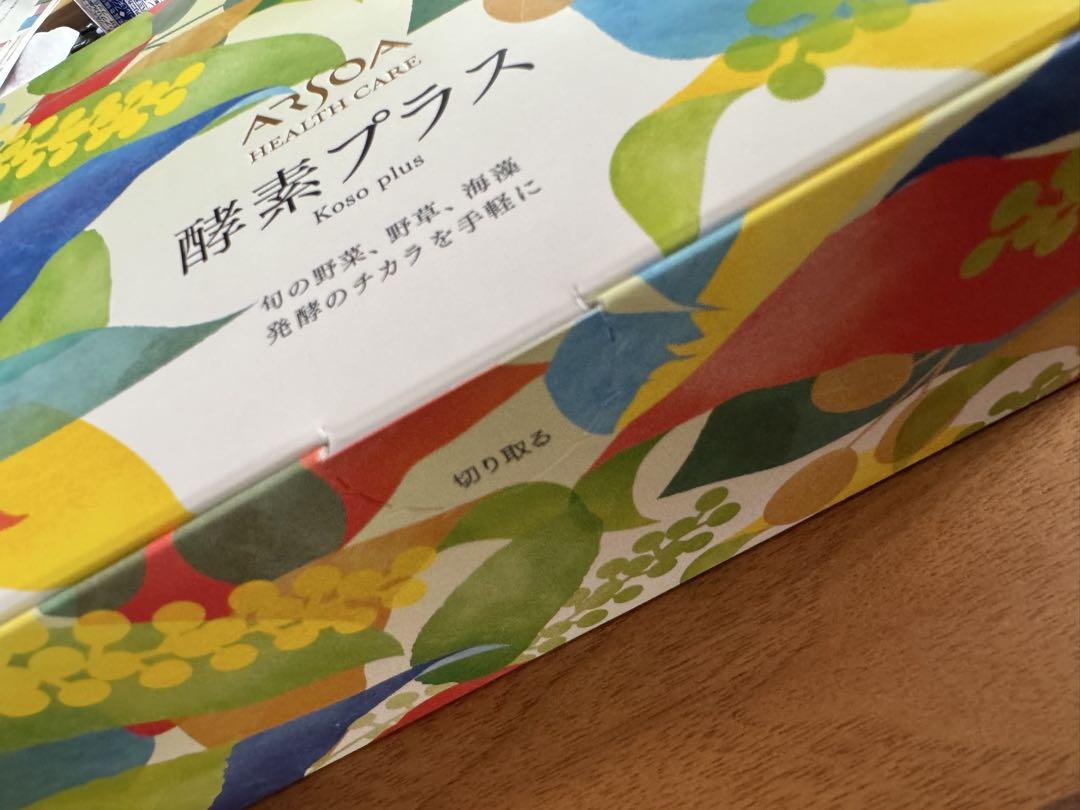 ARSOA
HEALTH CARE
酵素プラス
Koso plus
旬の野菜、野草、海藻
発酵のチカラを手軽に
切り取る